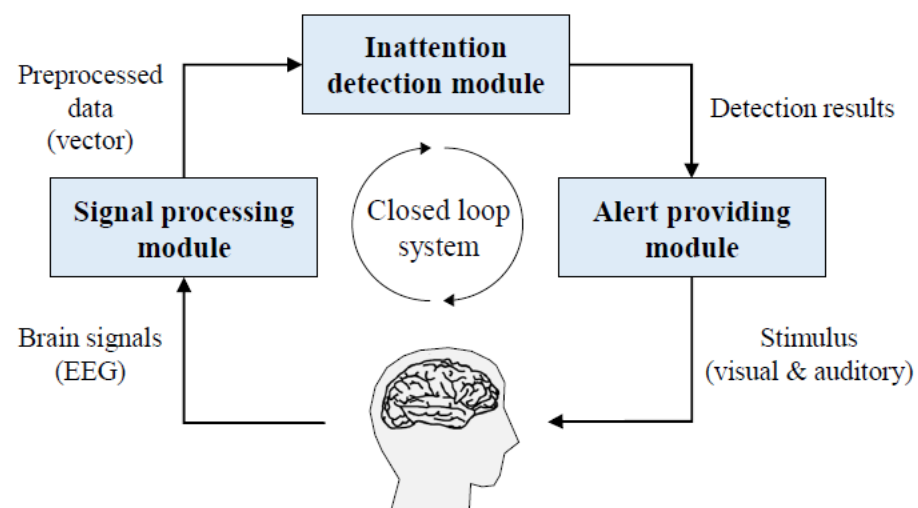 Inattention
detection module
Preprocessed
data
(vector)
Detection results
Signal processing
module
Closed loop
system
Alert providing
module
Brain signals
(EEG)
Stimulus
(visual & auditory)